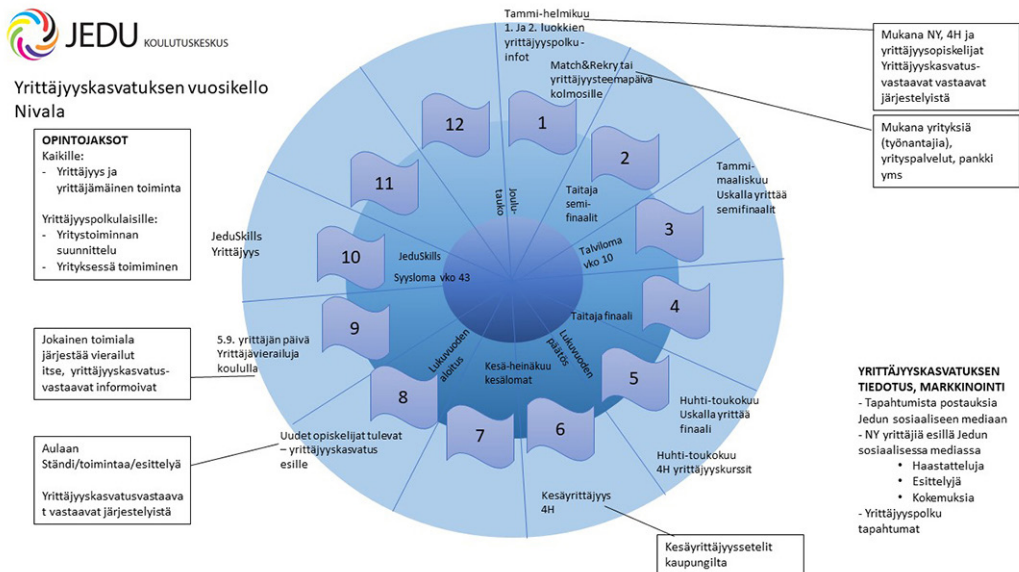 JEDU KOULUTUSKESKUS
Yrittäjyyskasvatuksen vuosikello
Nivala
OPINTOJAKSOT
Kaikille:
- Yrittäjyys ja
yrittäjämäinen toiminta
Yrittäjyyspolkulaisille:
- Yritystoiminnan
suunnittelu
- Yrityksessä toimiminen
Jokainen toimiala
järjestää vierailut
itse, yrittäjyyskasvatus-
vastaavat informoivat
Aulaan
Ständi/toimintaa/esittelyä
Yrittäjyyskasvatusvastaava
t vastaavat järjestelyistä
Tammi-helmikuu
1. Ja 2. luokkien
yrittäjyyspolku
-infot
Match&Rekry tai
yrittäjyysteemapäivä
kolmosille
Tammi-
maaliskuu
Uskalla yrittää
semifinaalit
Huhti-toukokuu
Uskalla yrittää
finaali
Huhti-toukokuu
4H yrittäjyyskurssit
Kesäyrittäjyys
4H
Uudet opiskelijat tulevat
– yrittäjyyskasvatus
esille
5.9. yrittäjän päivä
Yrittäjävierailuja
koululla
JeduSkills
Yrittäjyys
1
2
3
4
5
6
7
8
9
10
11
12
Joulu-
tauko
Taitaja
semi-
finaalit
Talviloma
vko 10
Taitaja finaali
Lukuvuoden
päätös
Kesä-heinäkuu
kesälomat
Lukuvuoden
aloitus
Syysloma vko 43
JeduSkills
Mukana NY, 4H ja
yrittäjyysopiskelijat
Yrittäjyyskasvatus-
vastaavat vastaavat
järjestelyistä
Mukana yrityksiä
(työnantajia),
yrityspalvelut, pankki
yms
YRITTÄJYYSKASVATUKSEN
TIEDOTUS, MARKKINOINTI
- Tapahtumista postauksia
Jedun sosiaaliseen mediaan
- NY yrittäjiä esillä Jedun
sosiaalisessa mediassa
• Haastatteluja
• Esittelyjä
• Kokemuksia
- Yrittäjyyspolku
tapahtumat
Kesäyrittäjyyssetelit
kaupungilta